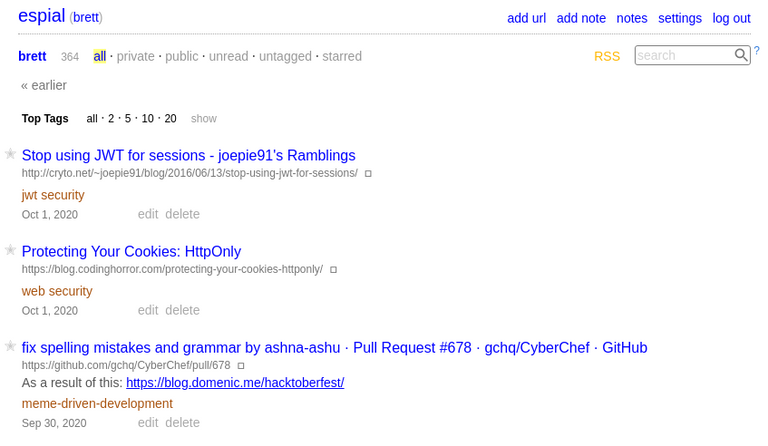 espial (brett) add url add note notes settings log out
brett 364 all · private · public · unread · untagged · starred RSS search ?
« earlier
Top Tags all · 2 · 5 · 10 · 20 show
Stop using JWT for sessions - joepie91's Ramblings
http://cryto.net/~joepie91/blog/2016/06/13/stop-using-jwt-for-sessions/
jwt security
Oct 1, 2020 edit delete
Protecting Your Cookies: HttpOnly
https://blog.codinghorror.com/protecting-your-cookies-httponly/
web security
Oct 1, 2020 edit delete
fix spelling mistakes and grammar by ashna-ashu · Pull Request #678 · gchq/CyberChef · GitHub
https://github.com/gchq/CyberChef/pull/678
As a result of this: https://blog.domenic.me/hacktoberfest/
meme-driven-development
Sep 30, 2020 edit delete